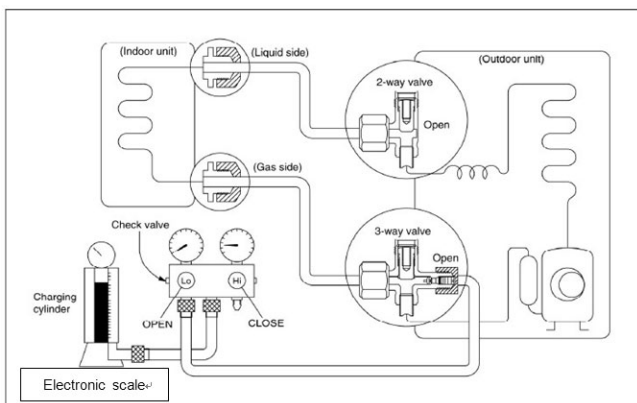 (Indoor unit)
(Liquid side)
2-way valve
(Outdoor unit)
Open
(Gas side)
3-way valve
Open
Check valve
Lo
Hi
Charging
cylinder
OPEN
CLOSE
Electronic scale